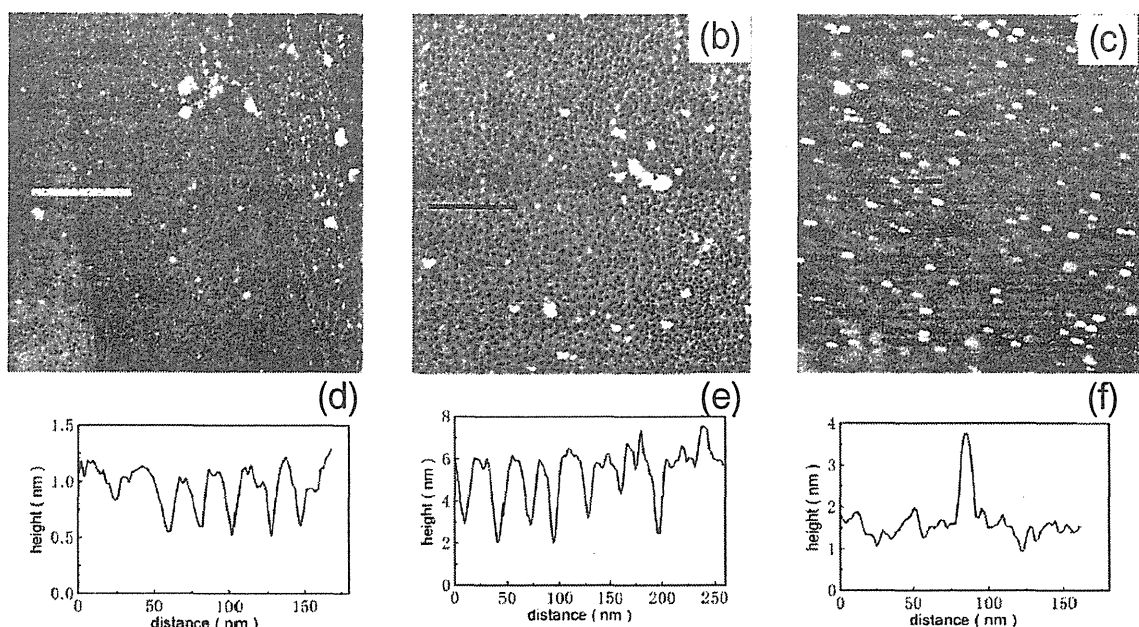 (b)
(c)
(d)
1.5
1.0
0.5
0.0
height ( nm )
0 50 100 150
distance ( nm )
(e)
8
6
4
2
0
height ( nm )
0 50 100 150 200 250
distance ( nm )
(f)
4
3
2
1
0
height ( nm )
0 50 100 150
distance ( nm )